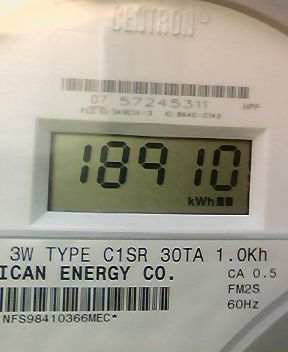 CENTRON®
07 57245311 HPP
18910
kWh
3W TYPE C1SR 30TA 1.0Kh
ICAN ENERGY CO. CA 0.5
FM2S
60Hz
NFS98410366MEC*